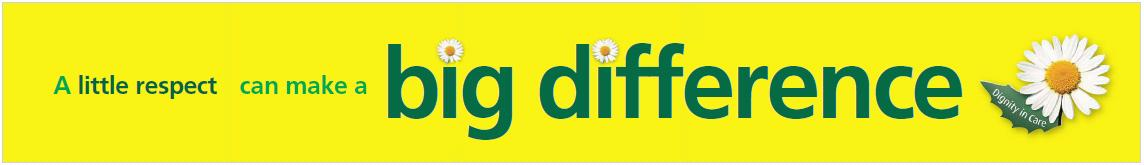 A little respect can make a big difference
Dignity in Care